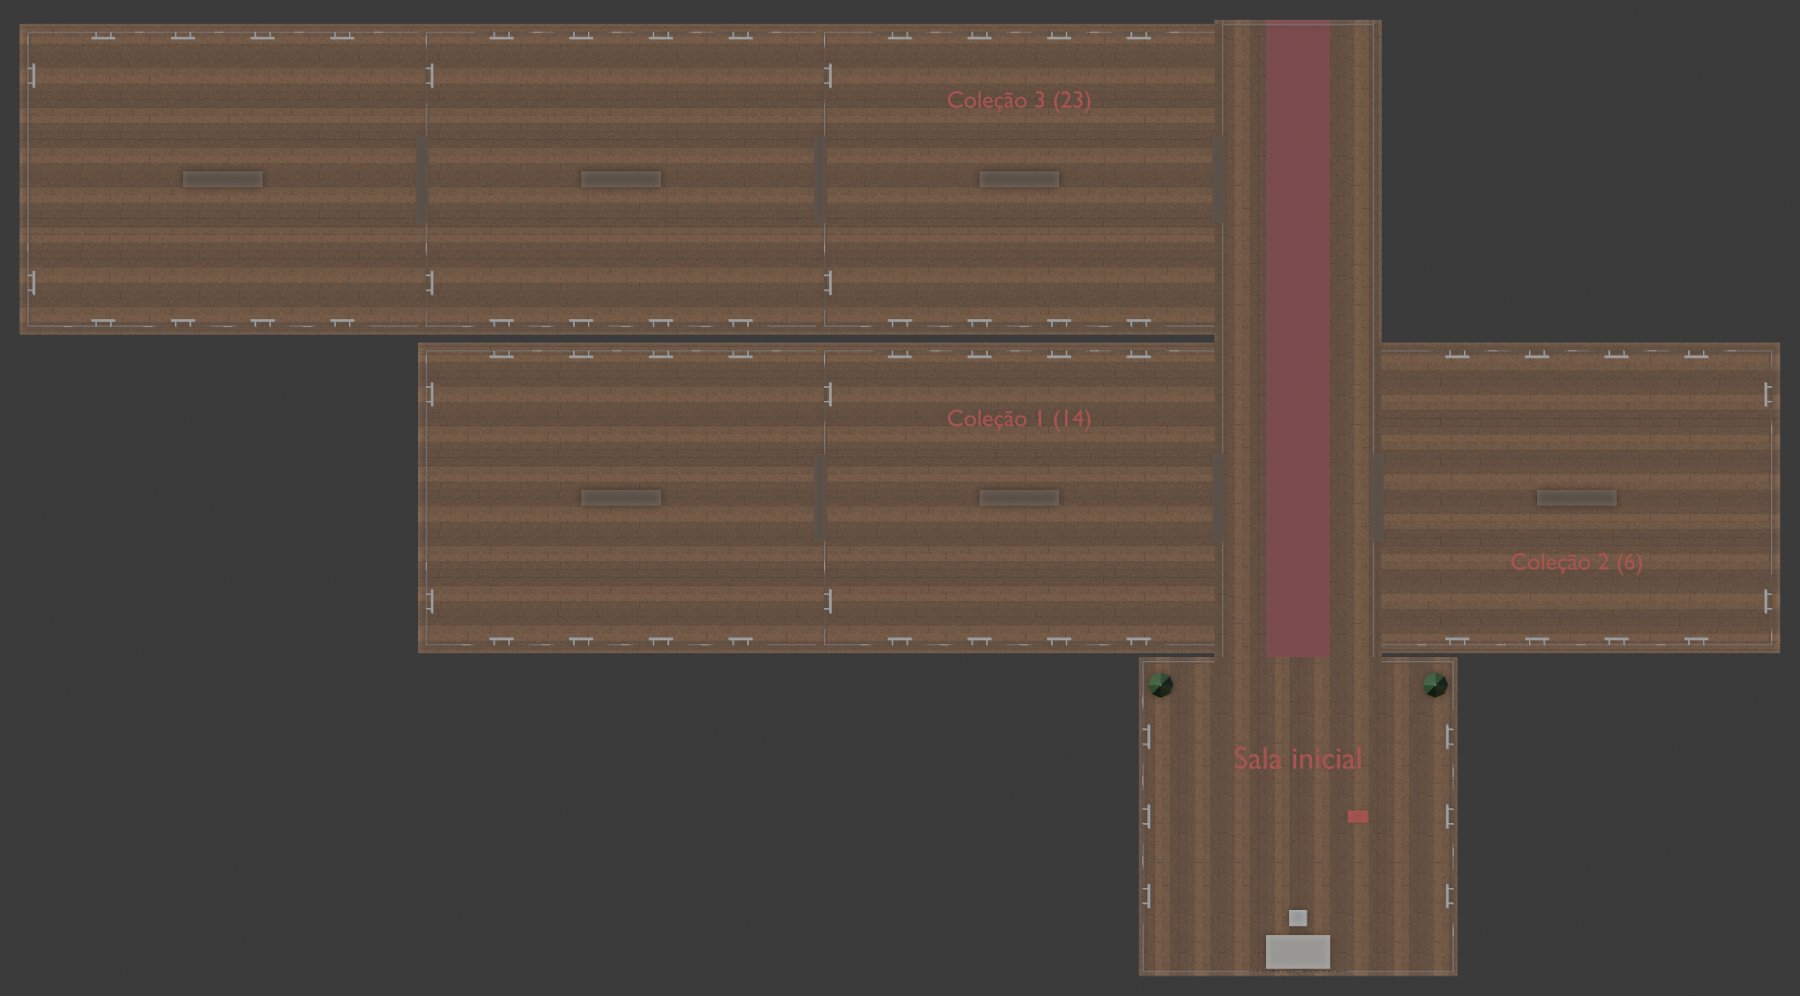 Coleção 3 (23)
Coleção 1 (14)
Coleção 2 (6)
Sala inicial